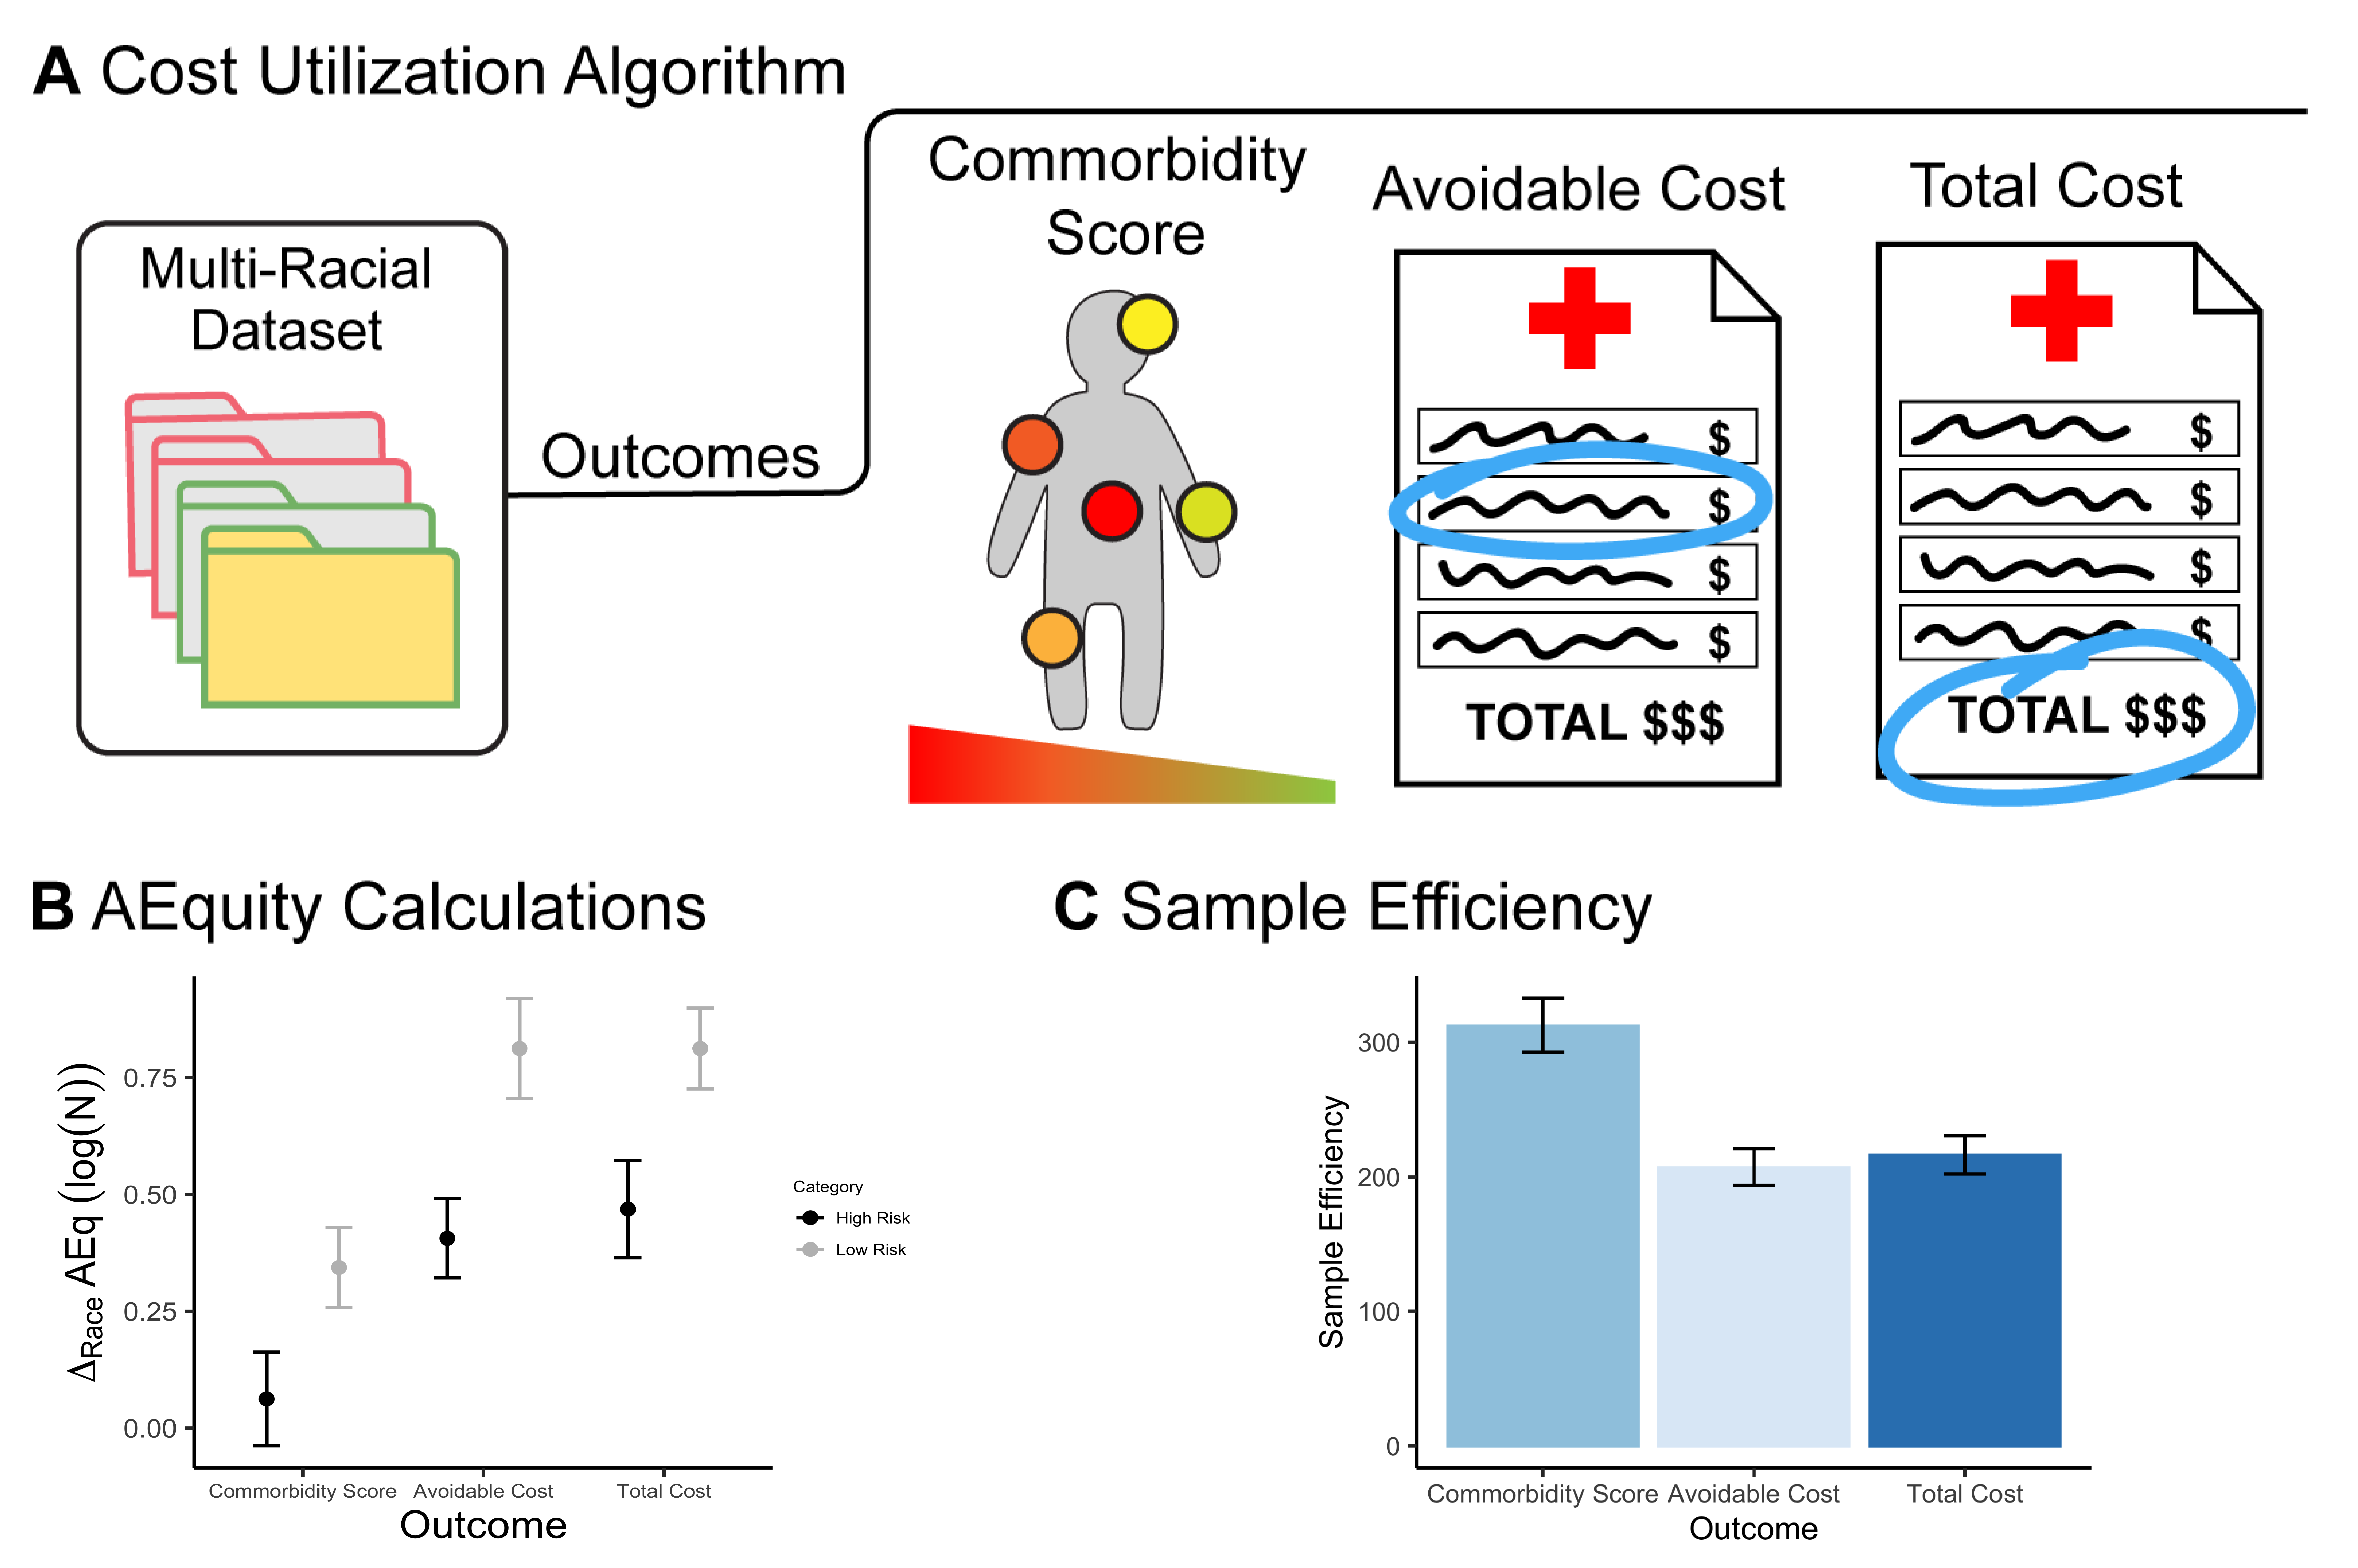 A Cost Utilization Algorithm
Multi-Racial
Dataset
Outcomes
Commorbidity
Score
Avoidable Cost
$
$
$
$
TOTAL $$$
Total Cost
$
$
$
$
TOTAL $$$
B AEquity Calculations
ΔRace AEq (log(N))
0.75
0.50
0.25
0.00
Commorbidity Score Avoidable Cost Total Cost
Outcome
Category
High Risk
Low Risk
C Sample Efficiency
Sample Efficiency
300
200
100
0
Commorbidity Score Avoidable Cost Total Cost
Outcome